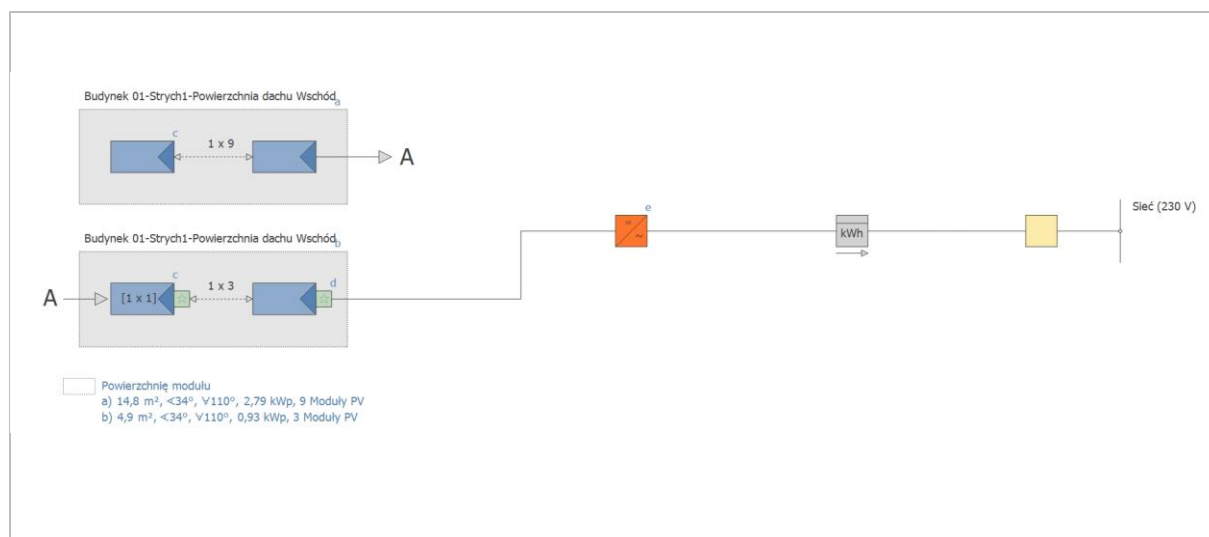 Budynek 01-Strych1-Powierzchnia dachu Wschód a
c
1 x 9
A
Sieć (230 V)
e
kWh
Budynek 01-Strych1-Powierzchnia dachu Wschód b
c
1 x 3
d
A
[1 x 1]
Powierzchnię modułu
a) 14,8 m², ∢34°, ∀110°, 2,79 kWp, 9 Moduły PV
b) 4,9 m², ∢34°, ∀110°, 0,93 kWp, 3 Moduły PV